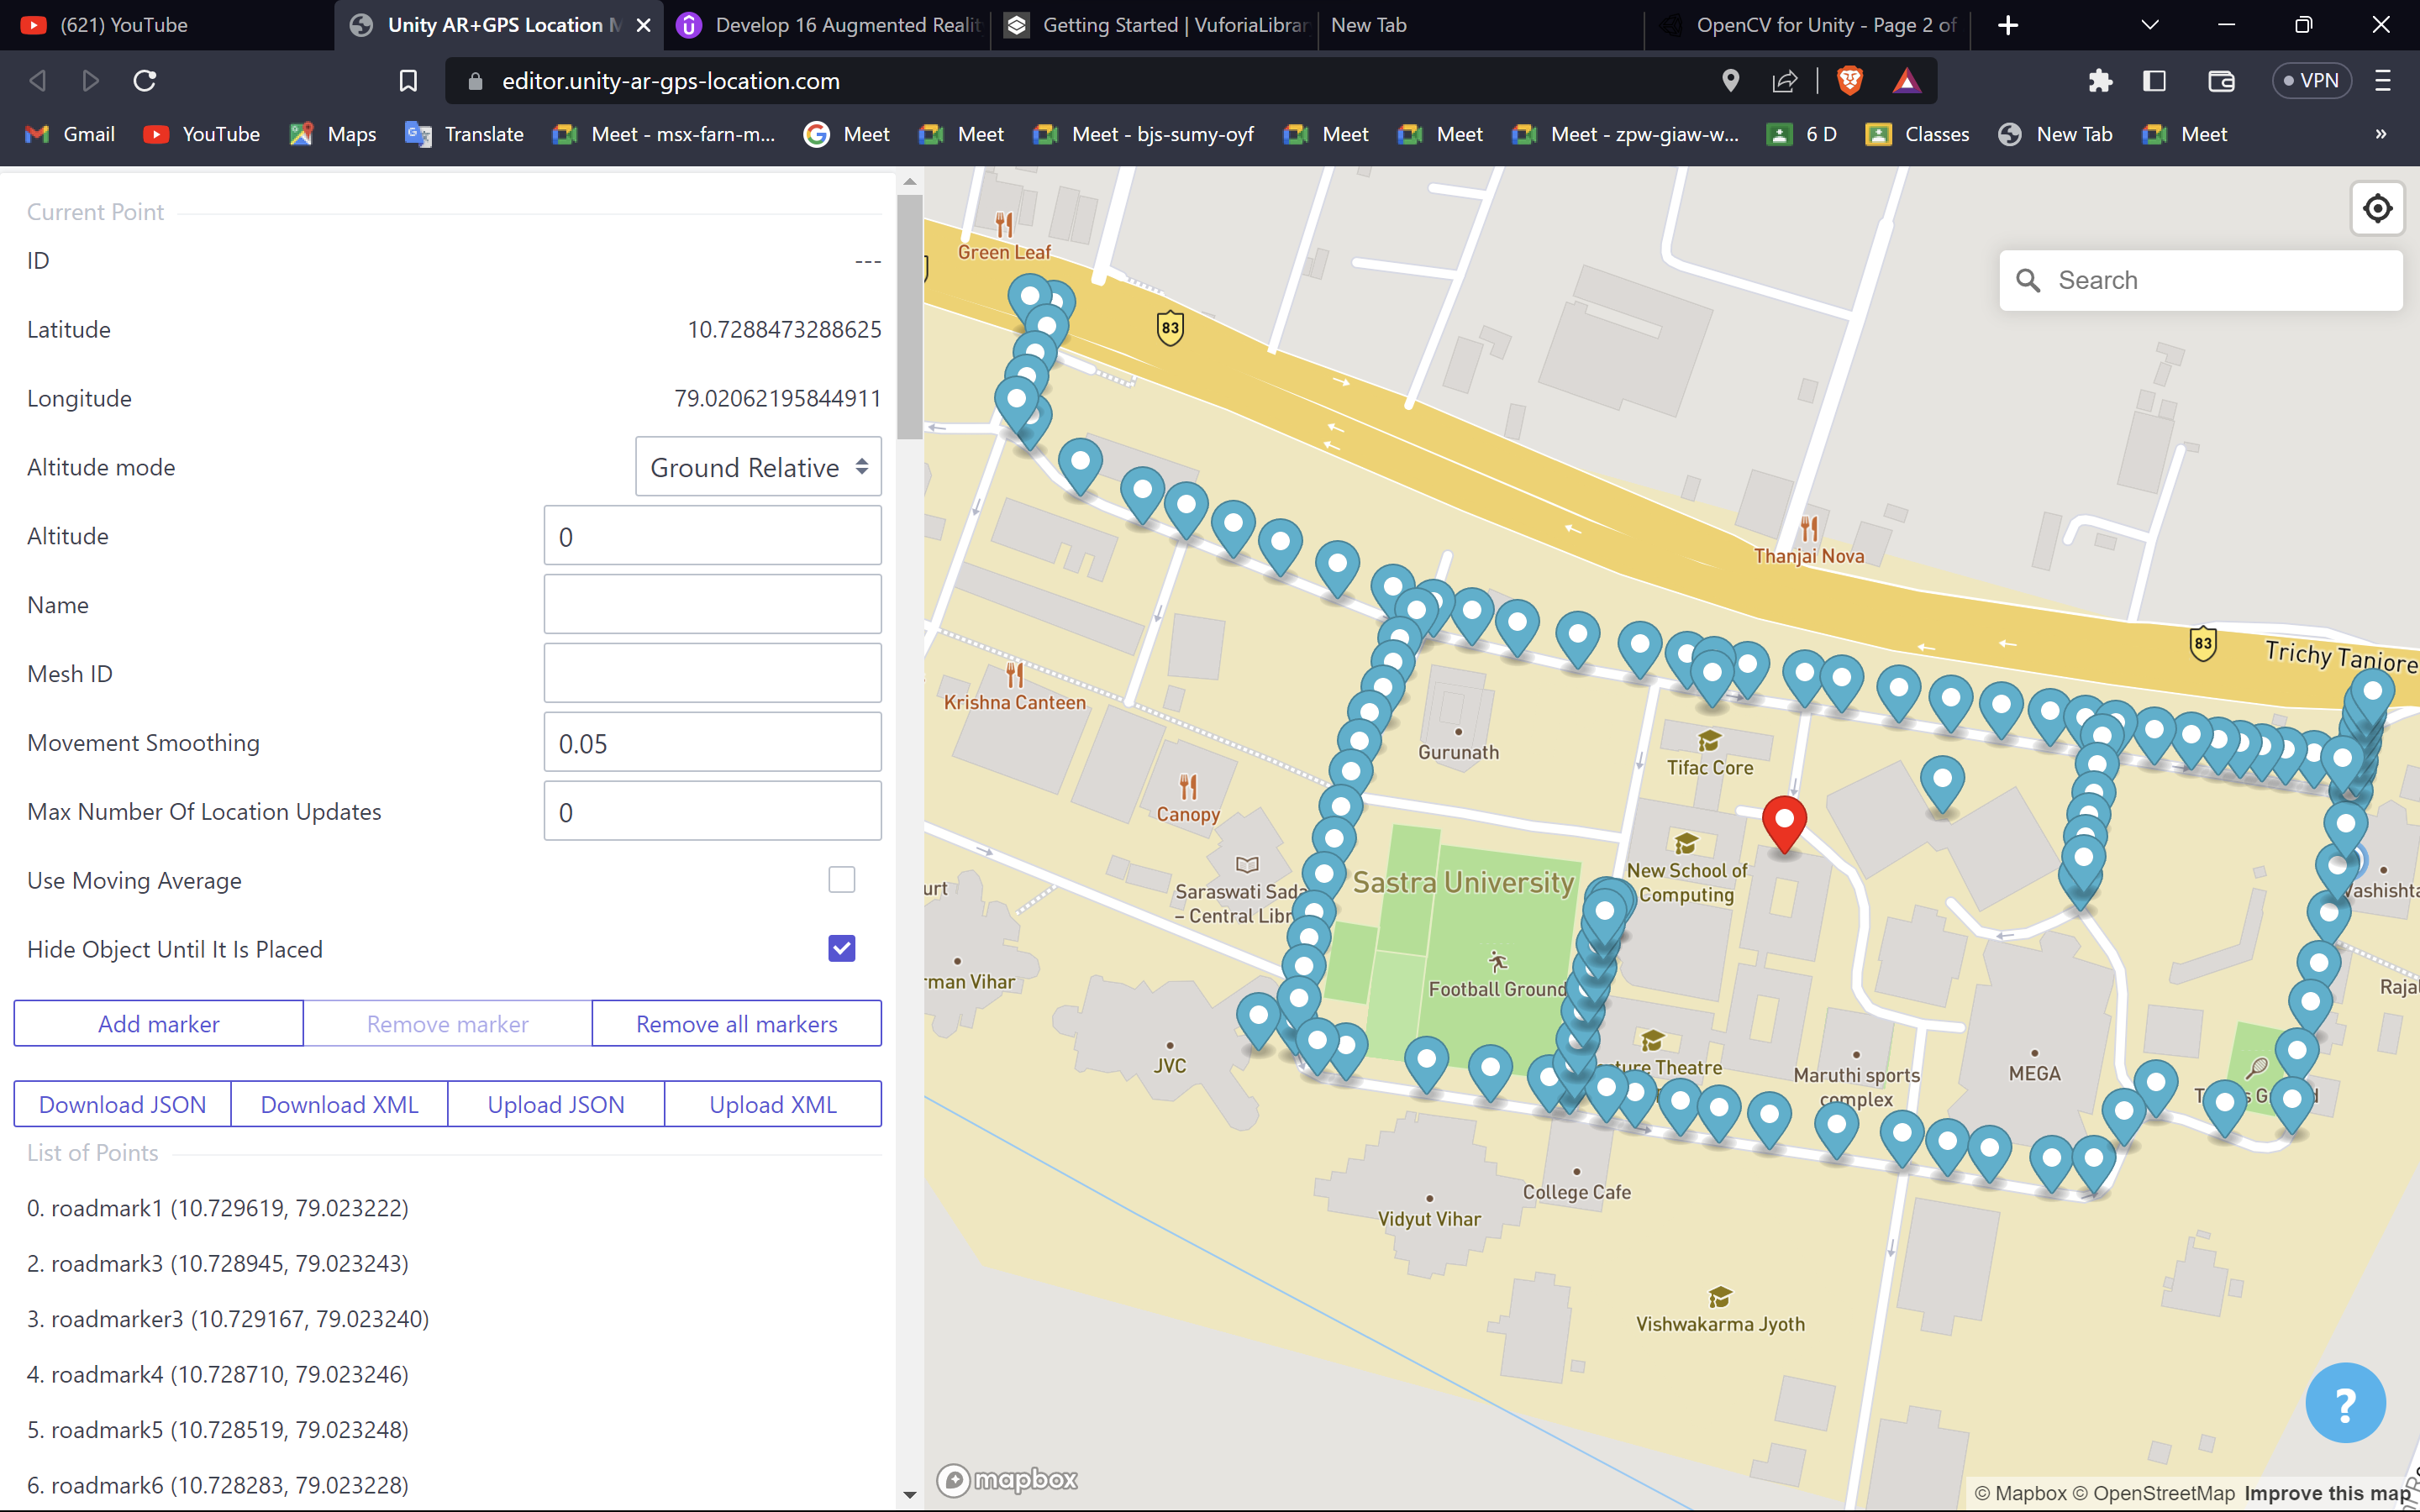 (621) YouTube
Unity AR+GPS Location M
Develop 16 Augmented Realit
Getting Started | VuforiaLibrar
New Tab
OpenCV for Unity - Page 2 of
editor.unity-ar-gps-location.com
VPN
Gmail
YouTube
Maps
Translate
Meet - msx-farn-m...
Meet
Meet
Meet - bjs-sumy-oyf
Meet
Meet
Meet - zpw-giaw-w...
6 D
Classes
New Tab
Meet
»
Current Point
ID
---
Latitude
10.7288473288625
Longitude
79.02062195844911
Altitude mode
Ground Relative
Altitude
0
Name
Mesh ID
Movement Smoothing
0.05
Max Number Of Location Updates
0
Use Moving Average
Hide Object Until It Is Placed
Add marker
Remove marker
Remove all markers
Download JSON
Download XML
Upload JSON
Upload XML
List of Points
0. roadmark1 (10.729619, 79.023222)
2. roadmark3 (10.728945, 79.023243)
3. roadmarker3 (10.729167, 79.023240)
4. roadmark4 (10.728710, 79.023246)
5. roadmark5 (10.728519, 79.023248)
6. roadmark6 (10.728283, 79.023228)
Search
Green Leaf
83
Thanjai Nova
83
Trichy Tanjore
Krishna Canteen
Gurunath
Tifac Core
Canopy
urt
Saraswati Sada
– Central Libr
Sastra University
New School of
Computing
Vashishta
rman Vihar
Football Ground
Rajal
JVC
ture Theatre
Maruthi sports
complex
MEGA
College Cafe
Vidyut Vihar
Vishwakarma Jyoth
?
mapbox
© Mapbox © OpenStreetMap Improve this map